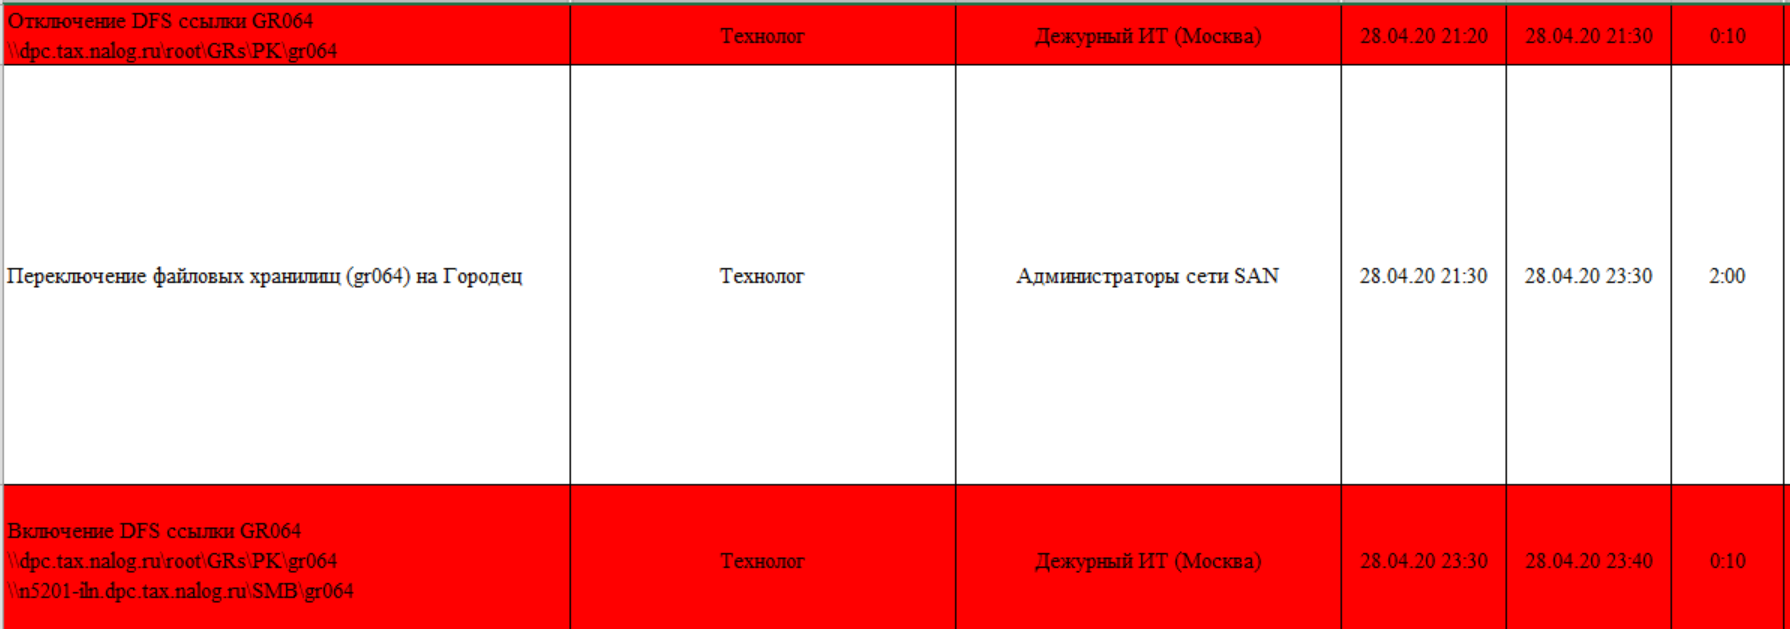 Отключение DFS ссылки GR064
\\dpc.tax.nalog.ru\root\GRs\PK\gr064
Технолог
Дежурный ИТ (Москва)
28.04.20 21:20
28.04.20 21:30
0:10
Переключение файловых хранилищ (gr064) на Городец
Технолог
Администраторы сети SAN
28.04.20 21:30
28.04.20 23:30
2:00
Включение DFS ссылки GR064
\\dpc.tax.nalog.ru\root\GRs\PK\gr064
\\n5201-iln.dpc.tax.nalog.ru\SMB\gr064
Технолог
Дежурный ИТ (Москва)
28.04.20 23:30
28.04.20 23:40
0:10